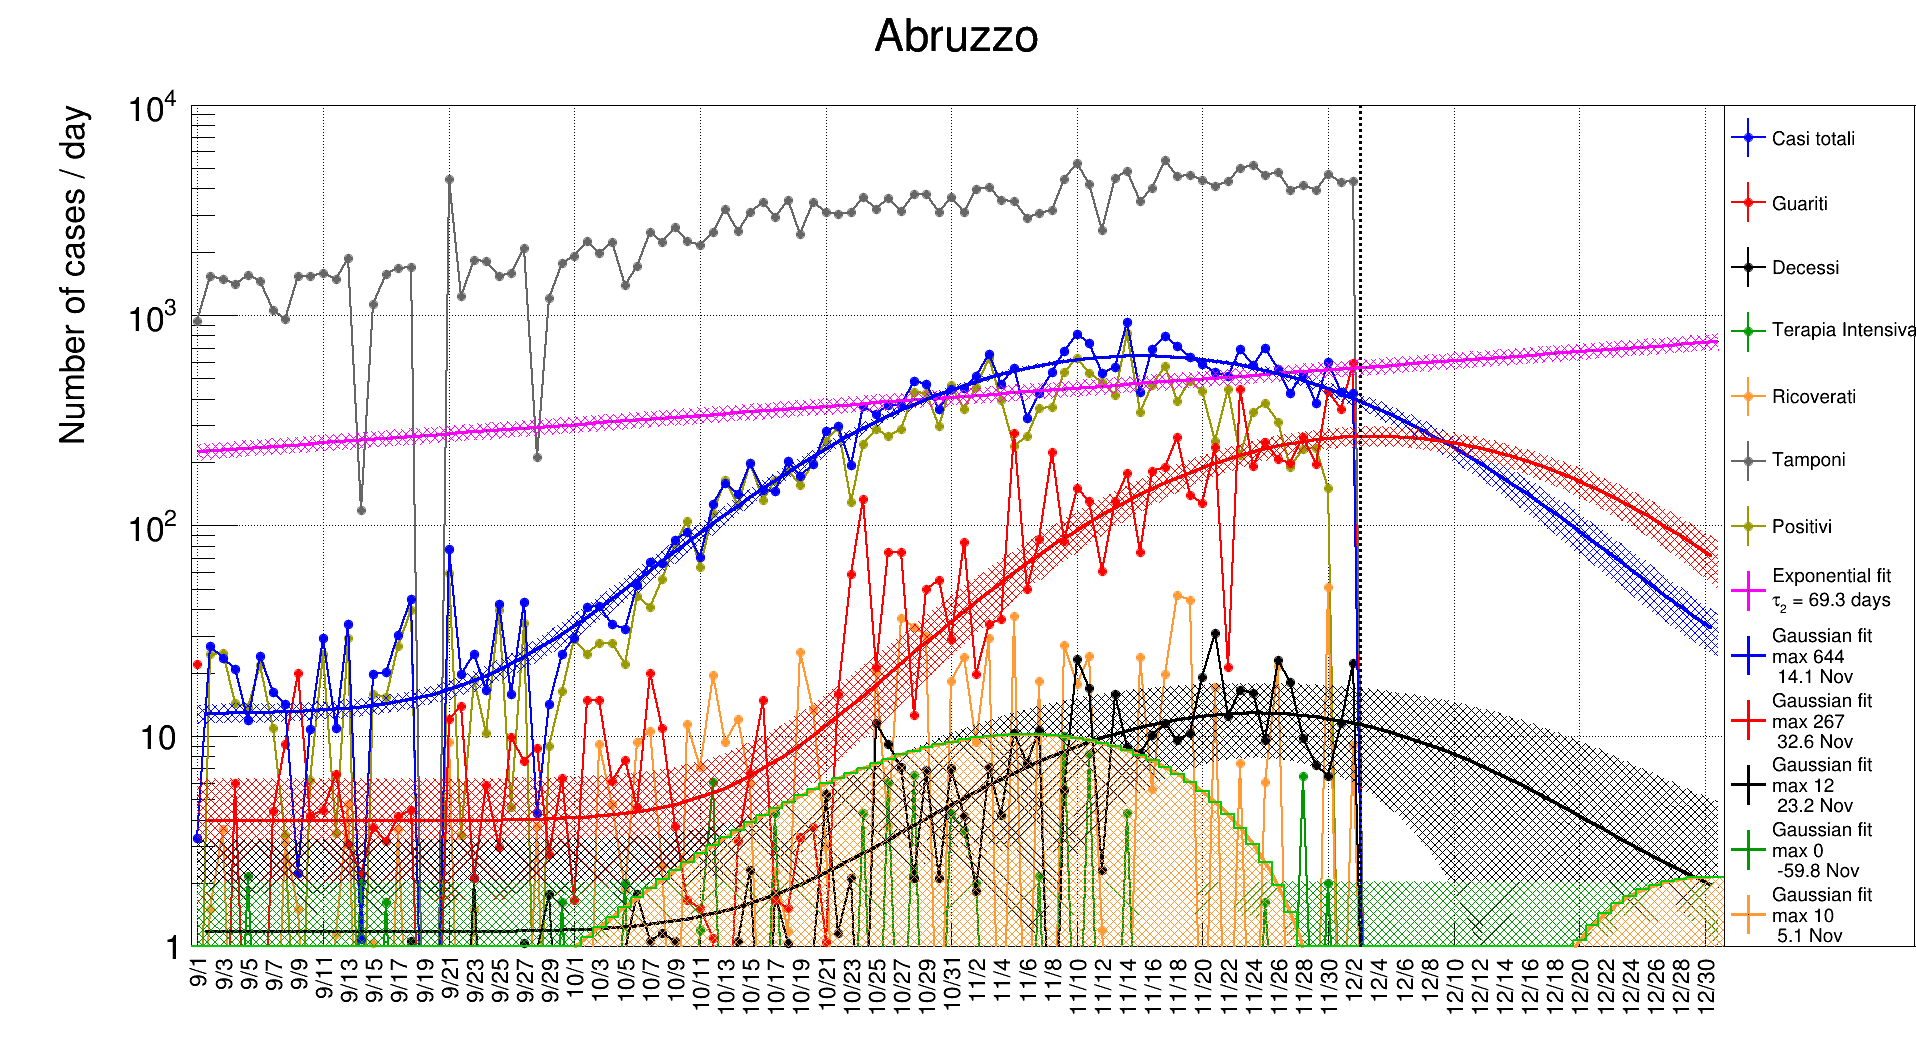 Abruzzo
Number of cases / day
10⁴
10³
10²
10
1
9/1 9/3 9/5 9/7 9/9 9/11 9/13 9/15 9/17 9/19 9/21 9/23 9/25 9/27 9/29 10/1 10/3 10/5 10/7 10/9 10/11 10/13 10/15 10/17 10/19 10/21 10/23 10/25 10/27 10/29 10/31 11/2 11/4 11/6 11/8 11/10 11/12 11/14 11/16 11/18 11/20 11/22 11/24 11/26 11/28 11/30 12/2 12/4 12/6 12/8 12/10 12/12 12/14 12/16 12/18 12/20 12/22 12/24 12/26 12/28 12/30
Casi totali
Guariti
Decessi
Terapia Intensiva
Ricoverati
Tamponi
Positivi
Exponential fit
τ₂ = 69.3 days
Gaussian fit
max 644
14.1 Nov
Gaussian fit
max 267
32.6 Nov
Gaussian fit
max 12
23.2 Nov
Gaussian fit
max 0
-59.8 Nov
Gaussian fit
max 10
5.1 Nov